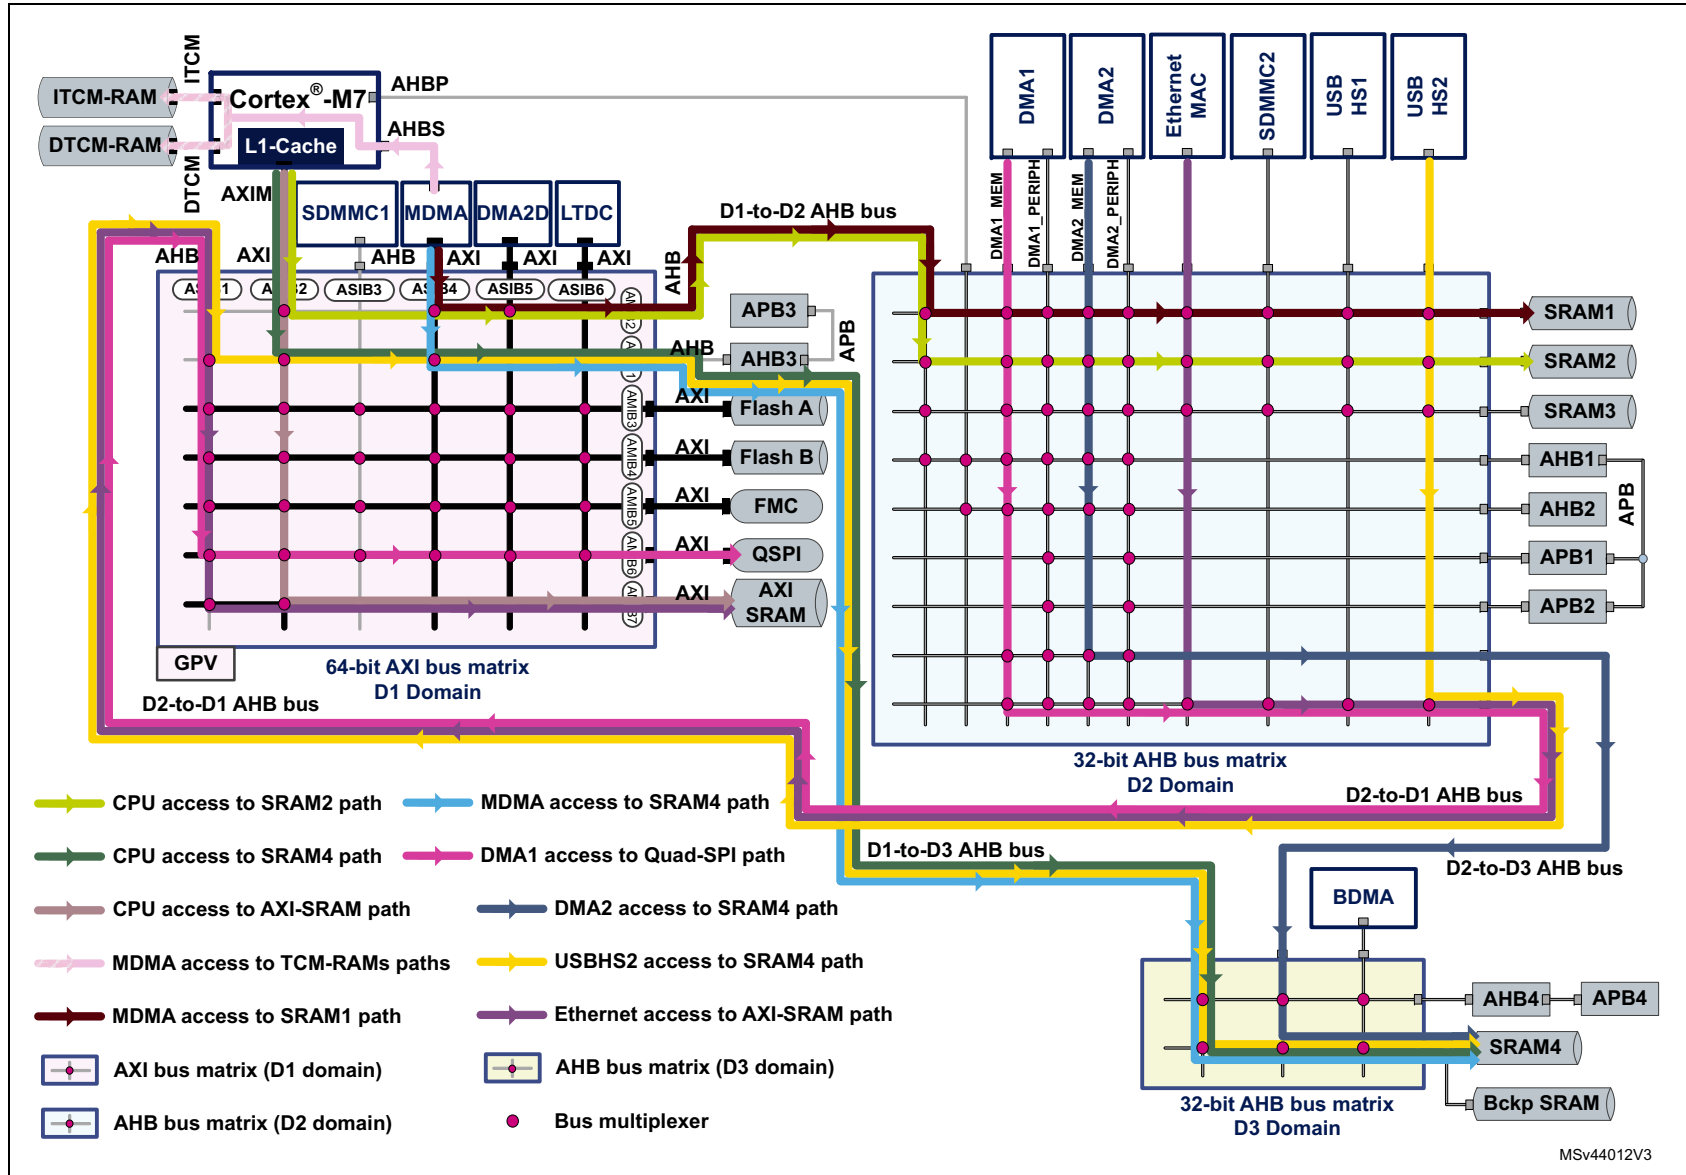 ITCM
ITCM-RAM
DTCM-RAM
DTCM
Cortex®-M7
L1-Cache
AHBP
AHBS
AXIM
SDMMC1
MDMA
DMA2D
LTDC
AHB
AXI
AHB
AXI
AXI
AXI
ASIB3
ASIB5
ASIB6
D1-to-D2 AHB bus
AHB
APB3
AHB
AHB3
APB
AMIB3
AXI
Flash A
AMIB4
AXI
Flash B
AMIB5
AXI
FMC
AXI
QSPI
AXI
AXI
SRAM
GPV
64-bit AXI bus matrix
D1 Domain
D2-to-D1 AHB bus
DMA1
DMA2
Ethernet
MAC
SDMMC2
USB
HS1
USB
HS2
DMA1_MEM
DMA1_PERIPH
DMA2_MEM
DMA2_PERIPH
SRAM1
SRAM2
SRAM3
AHB1
AHB2
APB
APB1
APB2
32-bit AHB bus matrix
D2 Domain
D2-to-D1 AHB bus
D2-to-D3 AHB bus
D1-to-D3 AHB bus
BDMA
AHB4
APB4
SRAM4
Bckp SRAM
32-bit AHB bus matrix
D3 Domain
CPU access to SRAM2 path
MDMA access to SRAM4 path
CPU access to SRAM4 path
DMA1 access to Quad-SPI path
CPU access to AXI-SRAM path
DMA2 access to SRAM4 path
MDMA access to TCM-RAMs paths
USBHS2 access to SRAM4 path
MDMA access to SRAM1 path
Ethernet access to AXI-SRAM path
AXI bus matrix (D1 domain)
AHB bus matrix (D3 domain)
AHB bus matrix (D2 domain)
Bus multiplexer
MSv44012V3